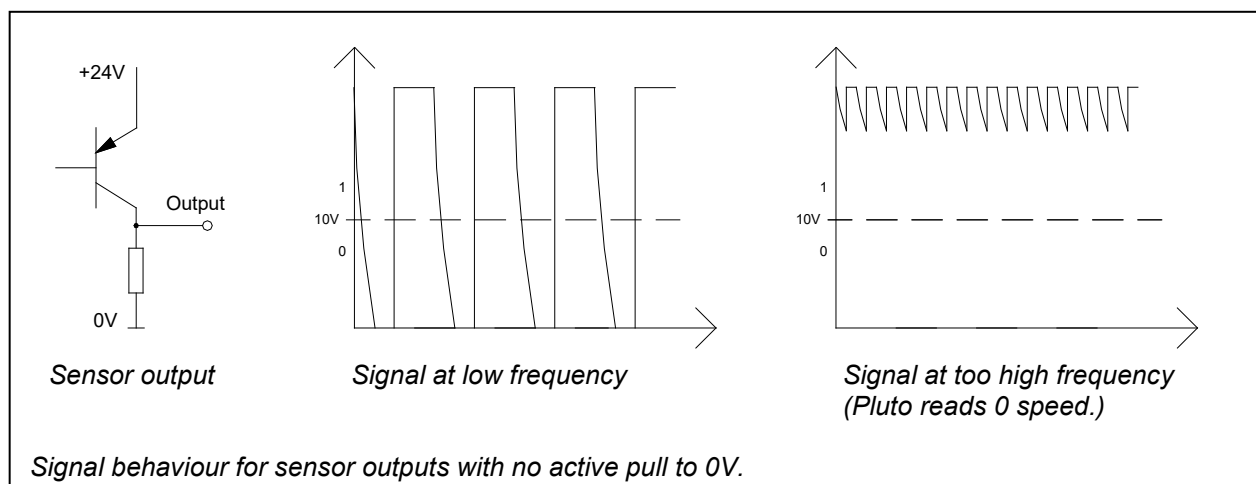 +24V
Output
0V
Sensor output
1
10V
0
Signal at low frequency
1
10V
0
Signal at too high frequency
(Pluto reads 0 speed.)
Signal behaviour for sensor outputs with no active pull to 0V.